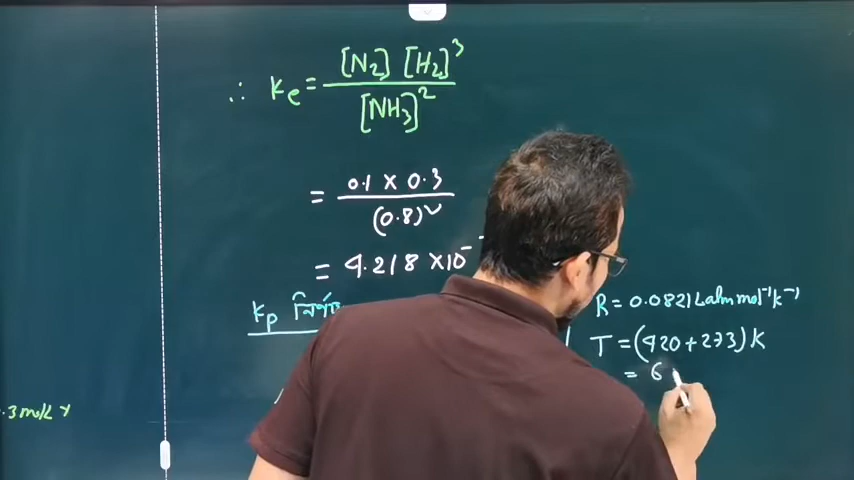 ∴ Kc = [N2] [H2]^3 / [NH3]^2
= 0.1 × 0.3 / (0.8)^2
= 4.218 × 10^-
Kp
R = 0.0821 L atm mol^-1 K^-1
T = (420 + 273) K
= 6
.3 mol L